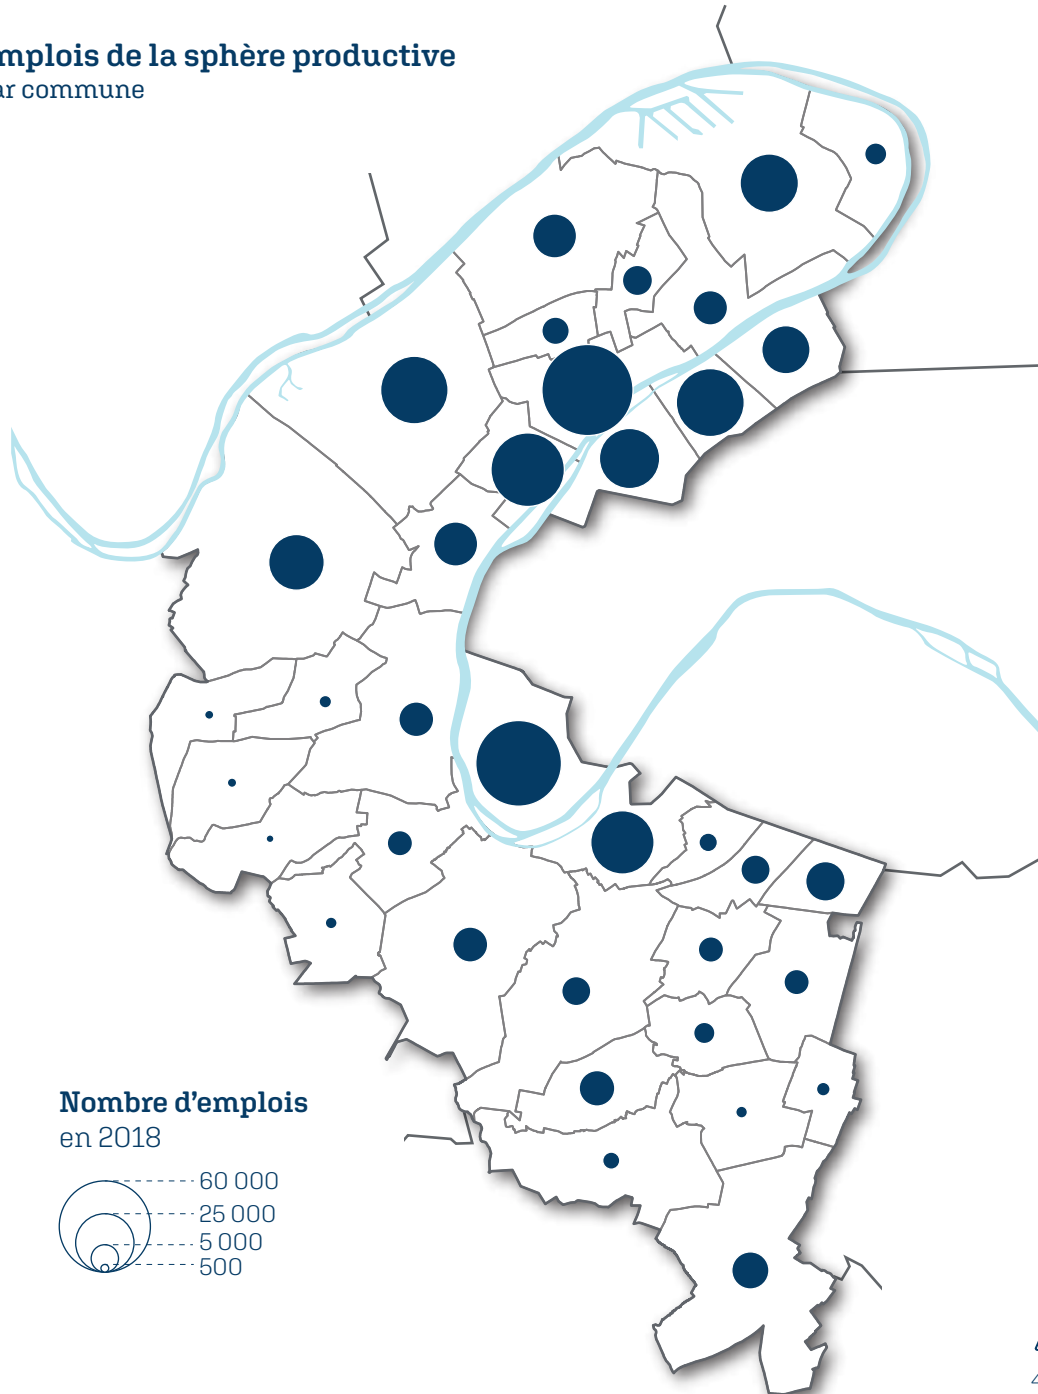 mplois de la sphère productive
ar commune
Nombre d’emplois
en 2018
60 000
25 000
5 000
500